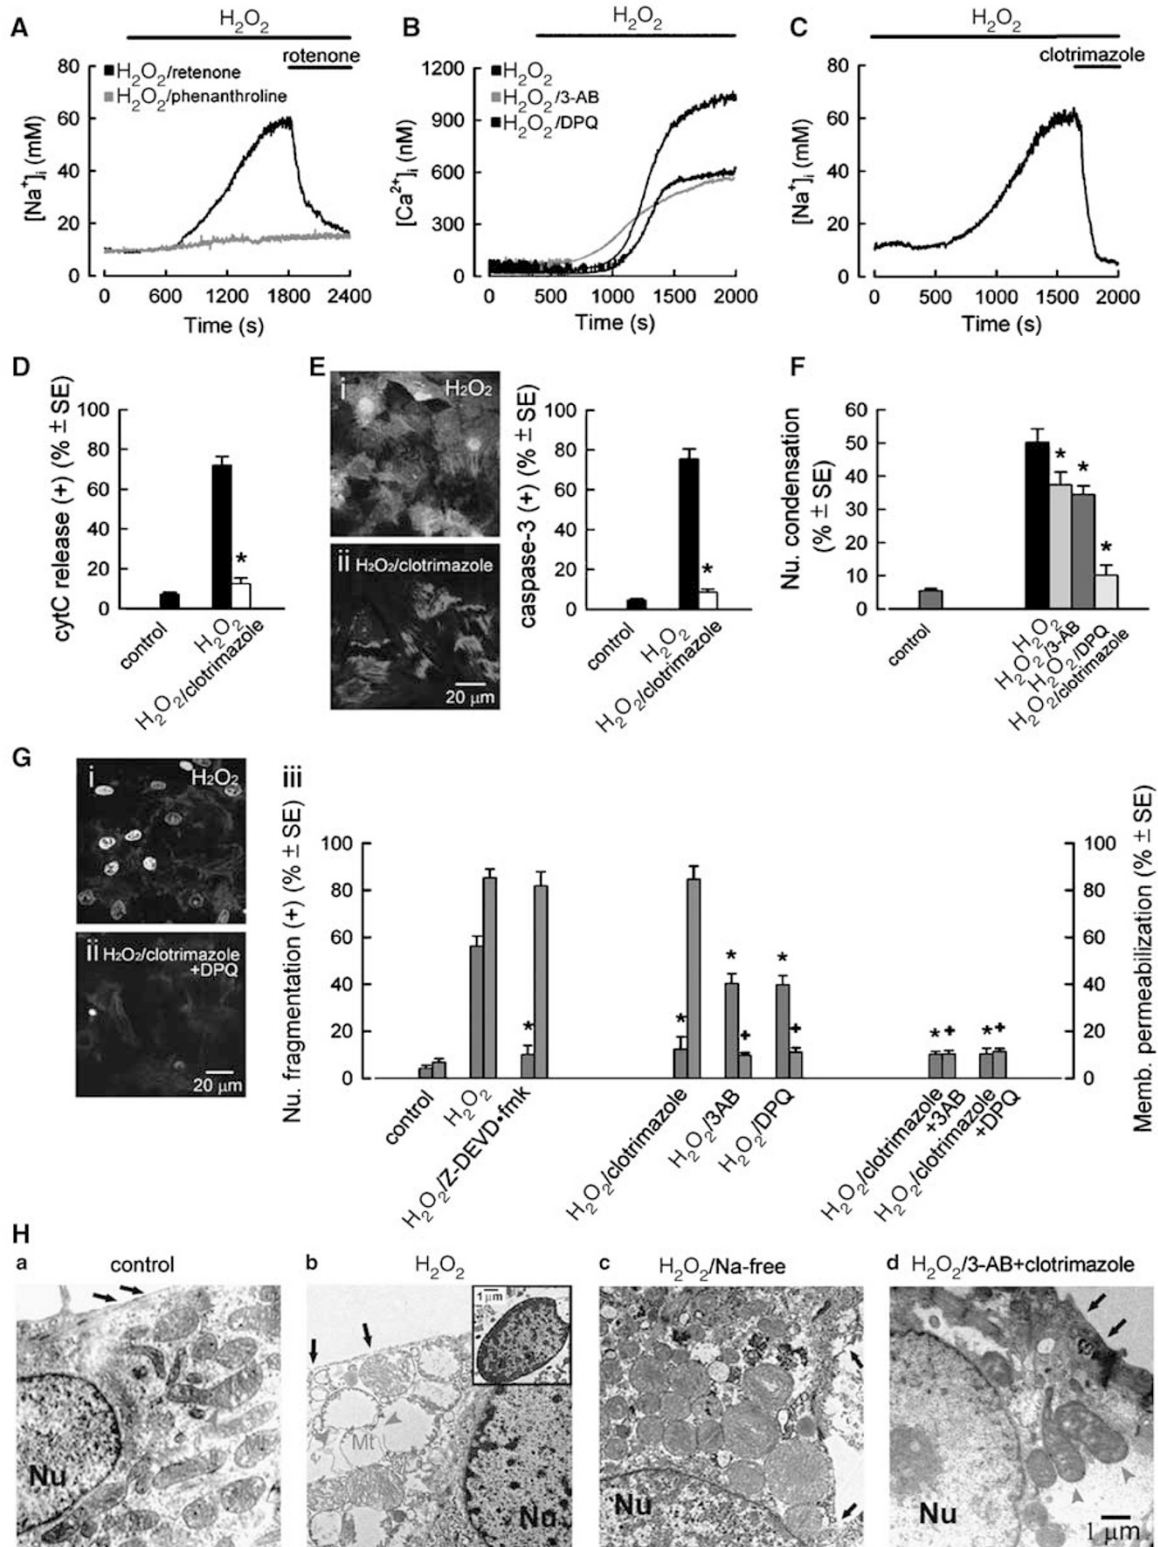 A
H2O2
rotenone
H2O2/retenone
H2O2/phenanthroline
[Na+]i (mM)
80
60
40
20
0
0 600 1200 1800 2400
Time (s)
B
H2O2
H2O2
H2O2/3-AB
H2O2/DPQ
[Ca2+]i (nM)
1200
900
600
300
0
0 500 1000 1500 2000
Time (s)
C
H2O2
clotrimazole
[Na+]i (mM)
80
60
40
20
0
0 500 1000 1500 2000
Time (s)
D
cytC release (+) (% ± SE)
100
80
60
40
20
0
*
control
H2O2
H2O2/clotrimazole
E
i H2O2
ii H2O2/clotrimazole
20 μm
caspase-3 (+) (% ± SE)
100
80
60
40
20
0
*
control
H2O2
H2O2/clotrimazole
F
Nu. condensation
(% ± SE)
60
50
40
30
20
10
0
* * *
control
H2O2
H2O2/3-AB
H2O2/DPQ
H2O2/clotrimazole
G
i H2O2
ii H2O2/clotrimazole
+DPQ
20 μm
iii
Nu. fragmentation (+) (% ± SE)
100
80
60
40
20
0
* * * + * + * + * +
Memb. permeabilization (% ± SE)
100
80
60
40
20
0
control
H2O2
H2O2/Z-DEVD•fmk
H2O2/clotrimazole
H2O2/3AB
H2O2/DPQ
H2O2/clotrimazole
+3AB
H2O2/clotrimazole
+DPQ
H
a control
Nu
Mt
b H2O2
1 μm
Mt
Nu
c H2O2/Na-free
Nu
d H2O2/3-AB+clotrimazole
Nu
1 μm